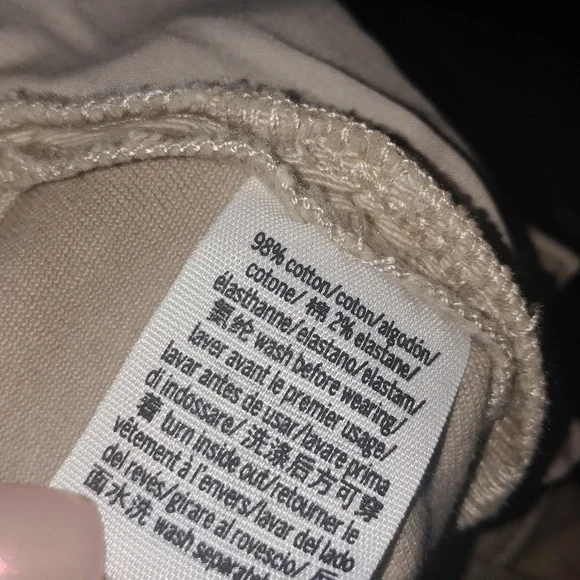 98% cotton/coton/algodón/
cotone/ 棉 2% elastane/
élasthanne/elastano/elastam/
氨纶 wash before wearing/
laver avant le premier usage/
lavar antes de usar/lavare prima
di indossare/ 洗涤后方可穿
着 turn inside out/retourner le
vêtement à l'envers/lavar del lado
del revés/girare al rovescio/ 反
面水洗 wash separately